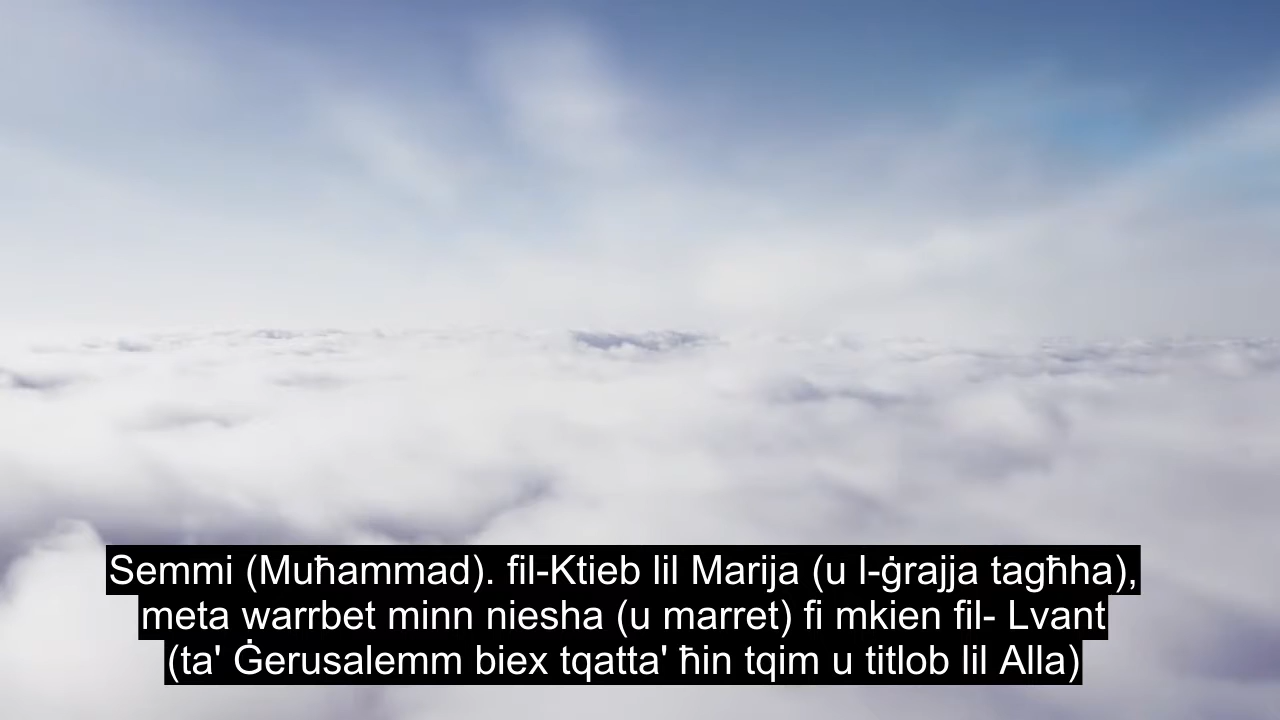 Semmi (Muħammad). fil-Ktieb lil Marija (u l-ġrajja tagħha),
meta warrbet minn niesha (u marret) fi mkien fil- Lvant
(ta' Ġerusalemm biex tqatta' ħin tqim u titlob lil Alla)